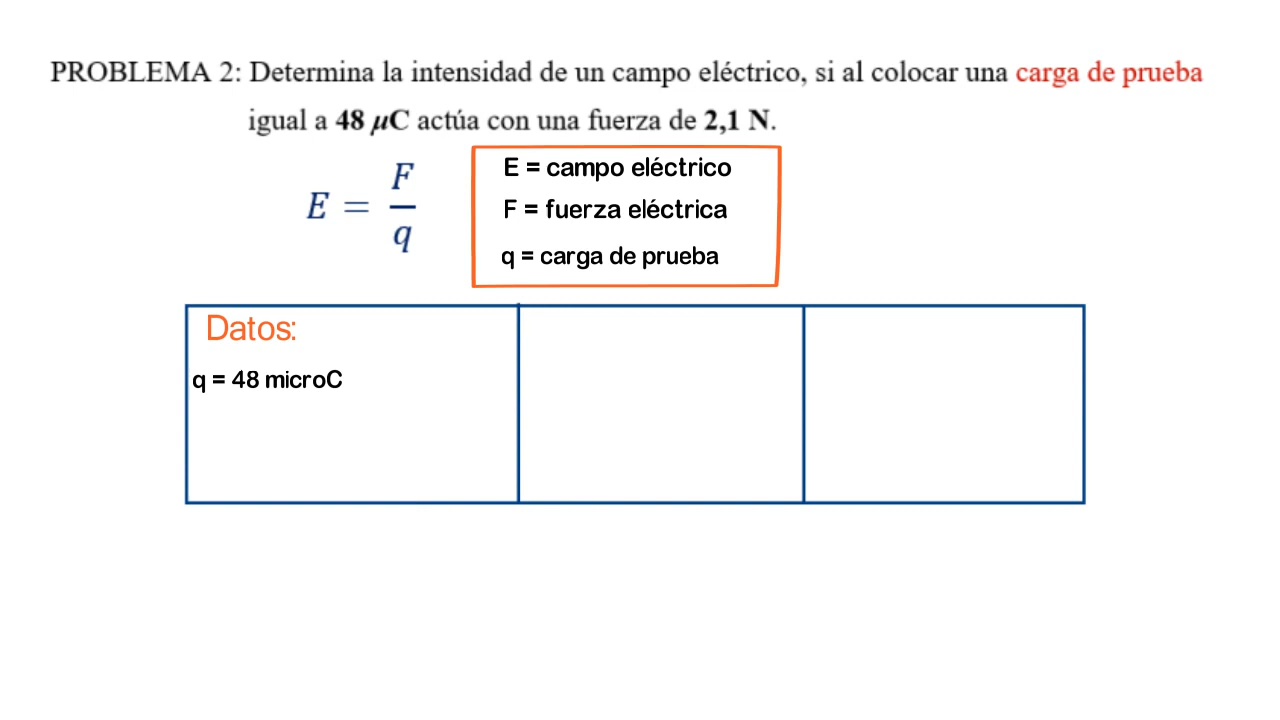 PROBLEMA 2: Determina la intensidad de un campo eléctrico, si al colocar una carga de prueba
igual a 48 μC actúa con una fuerza de 2,1 N.
E = F/q
E = campo eléctrico
F = fuerza eléctrica
q = carga de prueba
Datos:
q = 48 microC